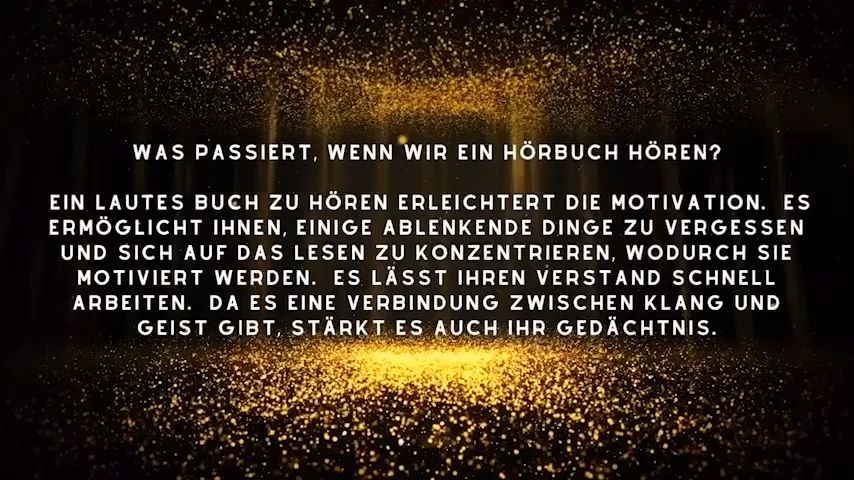 WAS PASSIERT, WENN WIR EIN HÖRBUCH HÖREN?
EIN LAUTES BUCH ZU HÖREN ERLEICHTERT DIE MOTIVATION. ES
ERMÖGLICHT IHNEN, EINIGE ABLENKENDE DINGE ZU VERGESSEN
UND SICH AUF DAS LESEN ZU KONZENTRIEREN, WODURCH SIE
MOTIVIERT WERDEN. ES LÄSST IHREN VERSTAND SCHNELL
ARBEITEN. DA ES EINE VERBINDUNG ZWISCHEN KLANG UND
GEIST GIBT, STÄRKT ES AUCH IHR GEDÄCHTNIS.